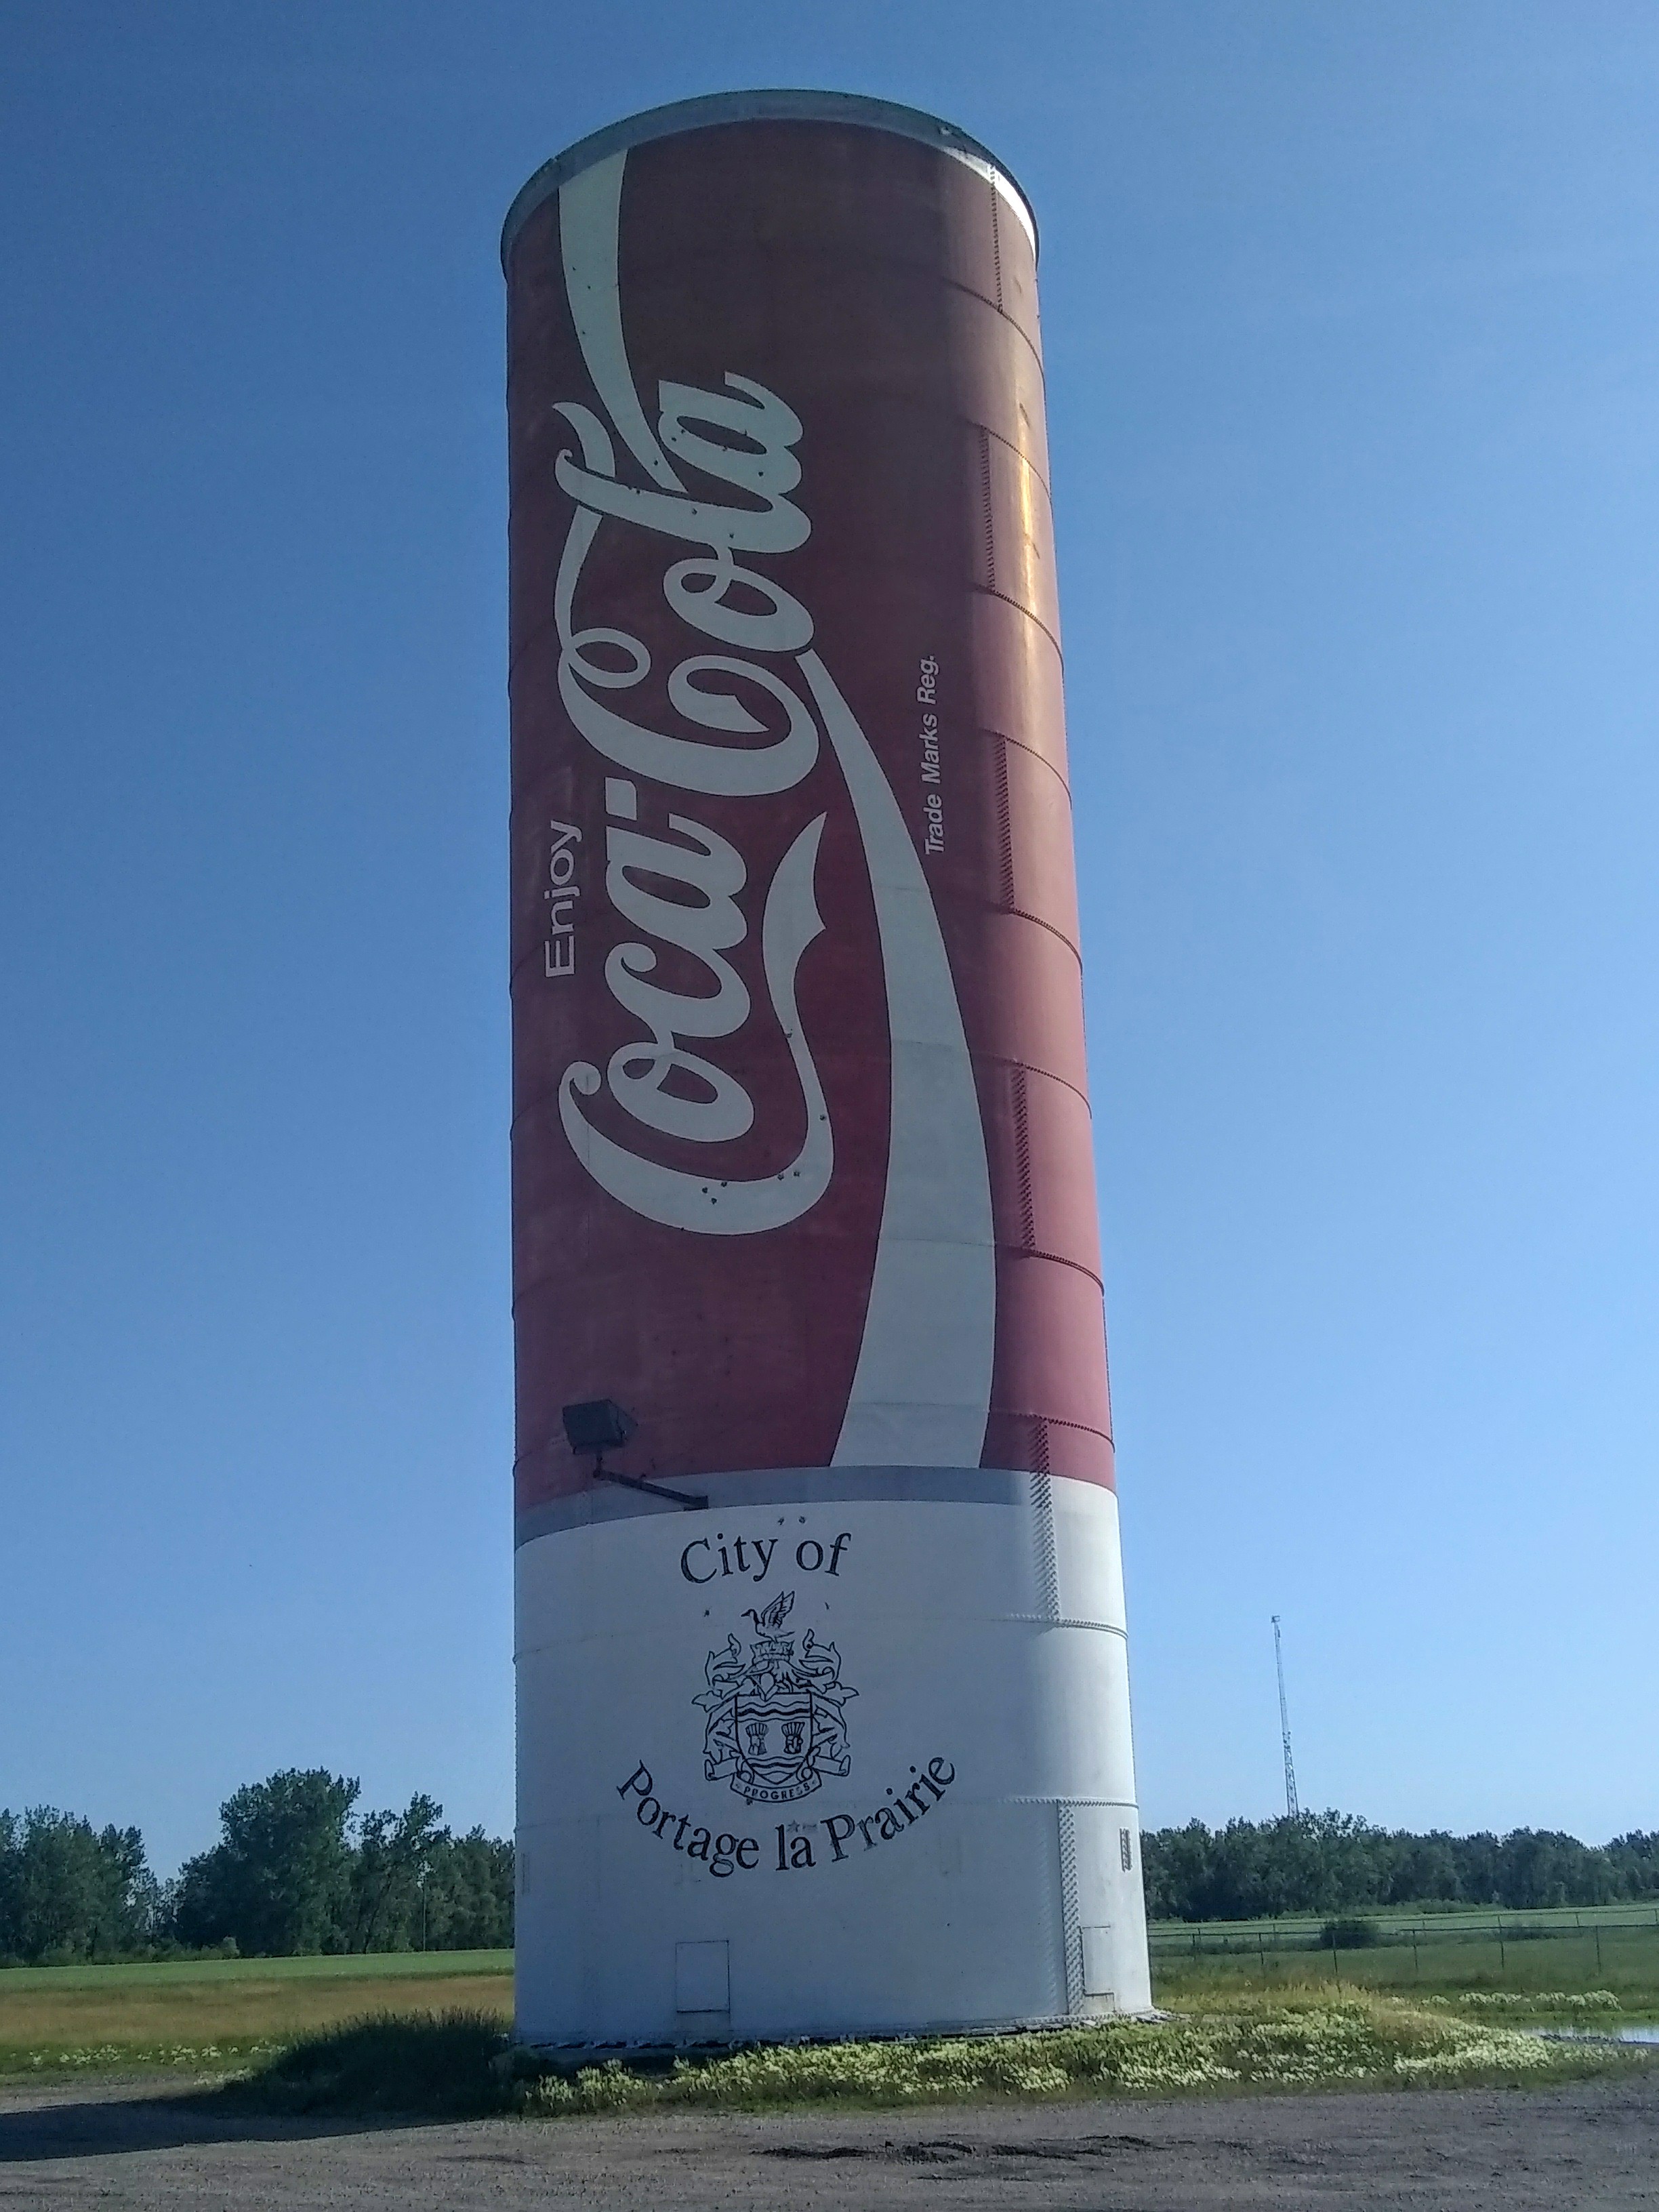 Enjoy
Coca-Cola
Trade Marks Reg.
City of
PROGRESS
Portage la Prairie